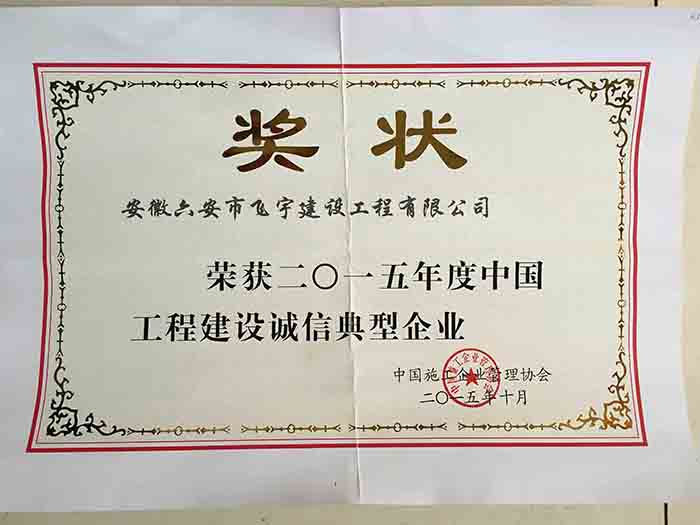 奖状
安徽六安市飞宇建设工程有限公司
荣获二〇一五年度中国
工程建设诚信典型企业
中国施工企业管理协会
二〇一五年十月